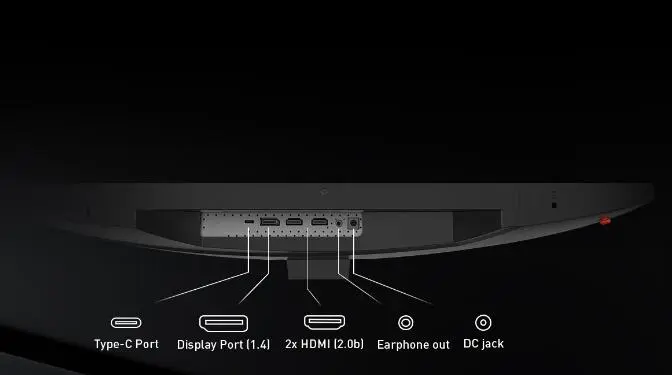 Type-C Port
Display Port (1.4)
2x HDMI (2.0b)
Earphone out
DC jack